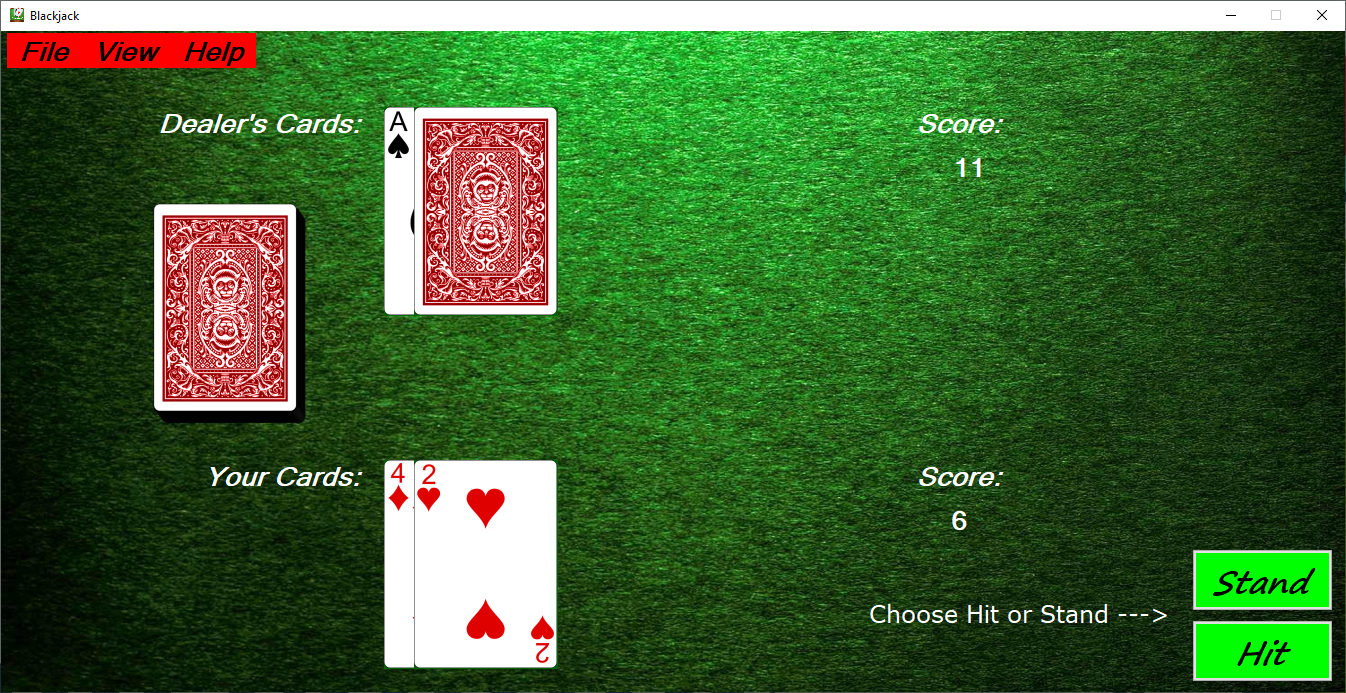 Blackjack
File View Help
Dealer's Cards:
A
Score:
11
Your Cards:
4
2
2
Score:
6
Choose Hit or Stand --->
Stand
Hit